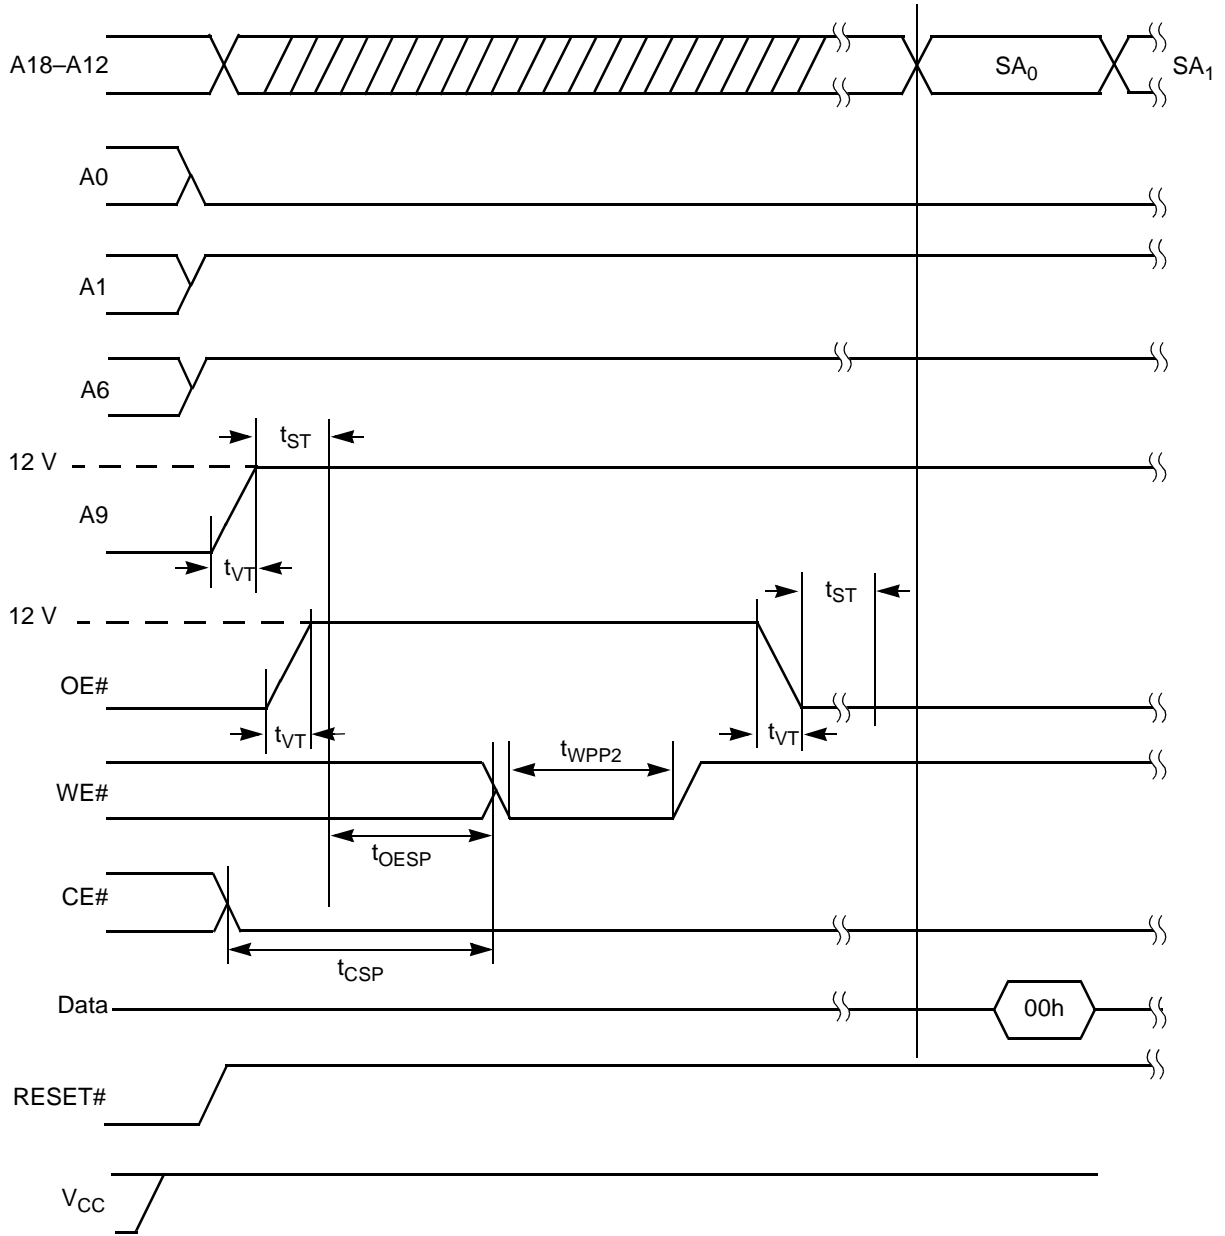 A18–A12
SA0
SA1
A0
A1
A6
tST
12 V
A9
tVT
tST
12 V
OE#
tVT
tVT
tWPP2
WE#
tOESP
CE#
tCSP
Data
00h
RESET#
VCC